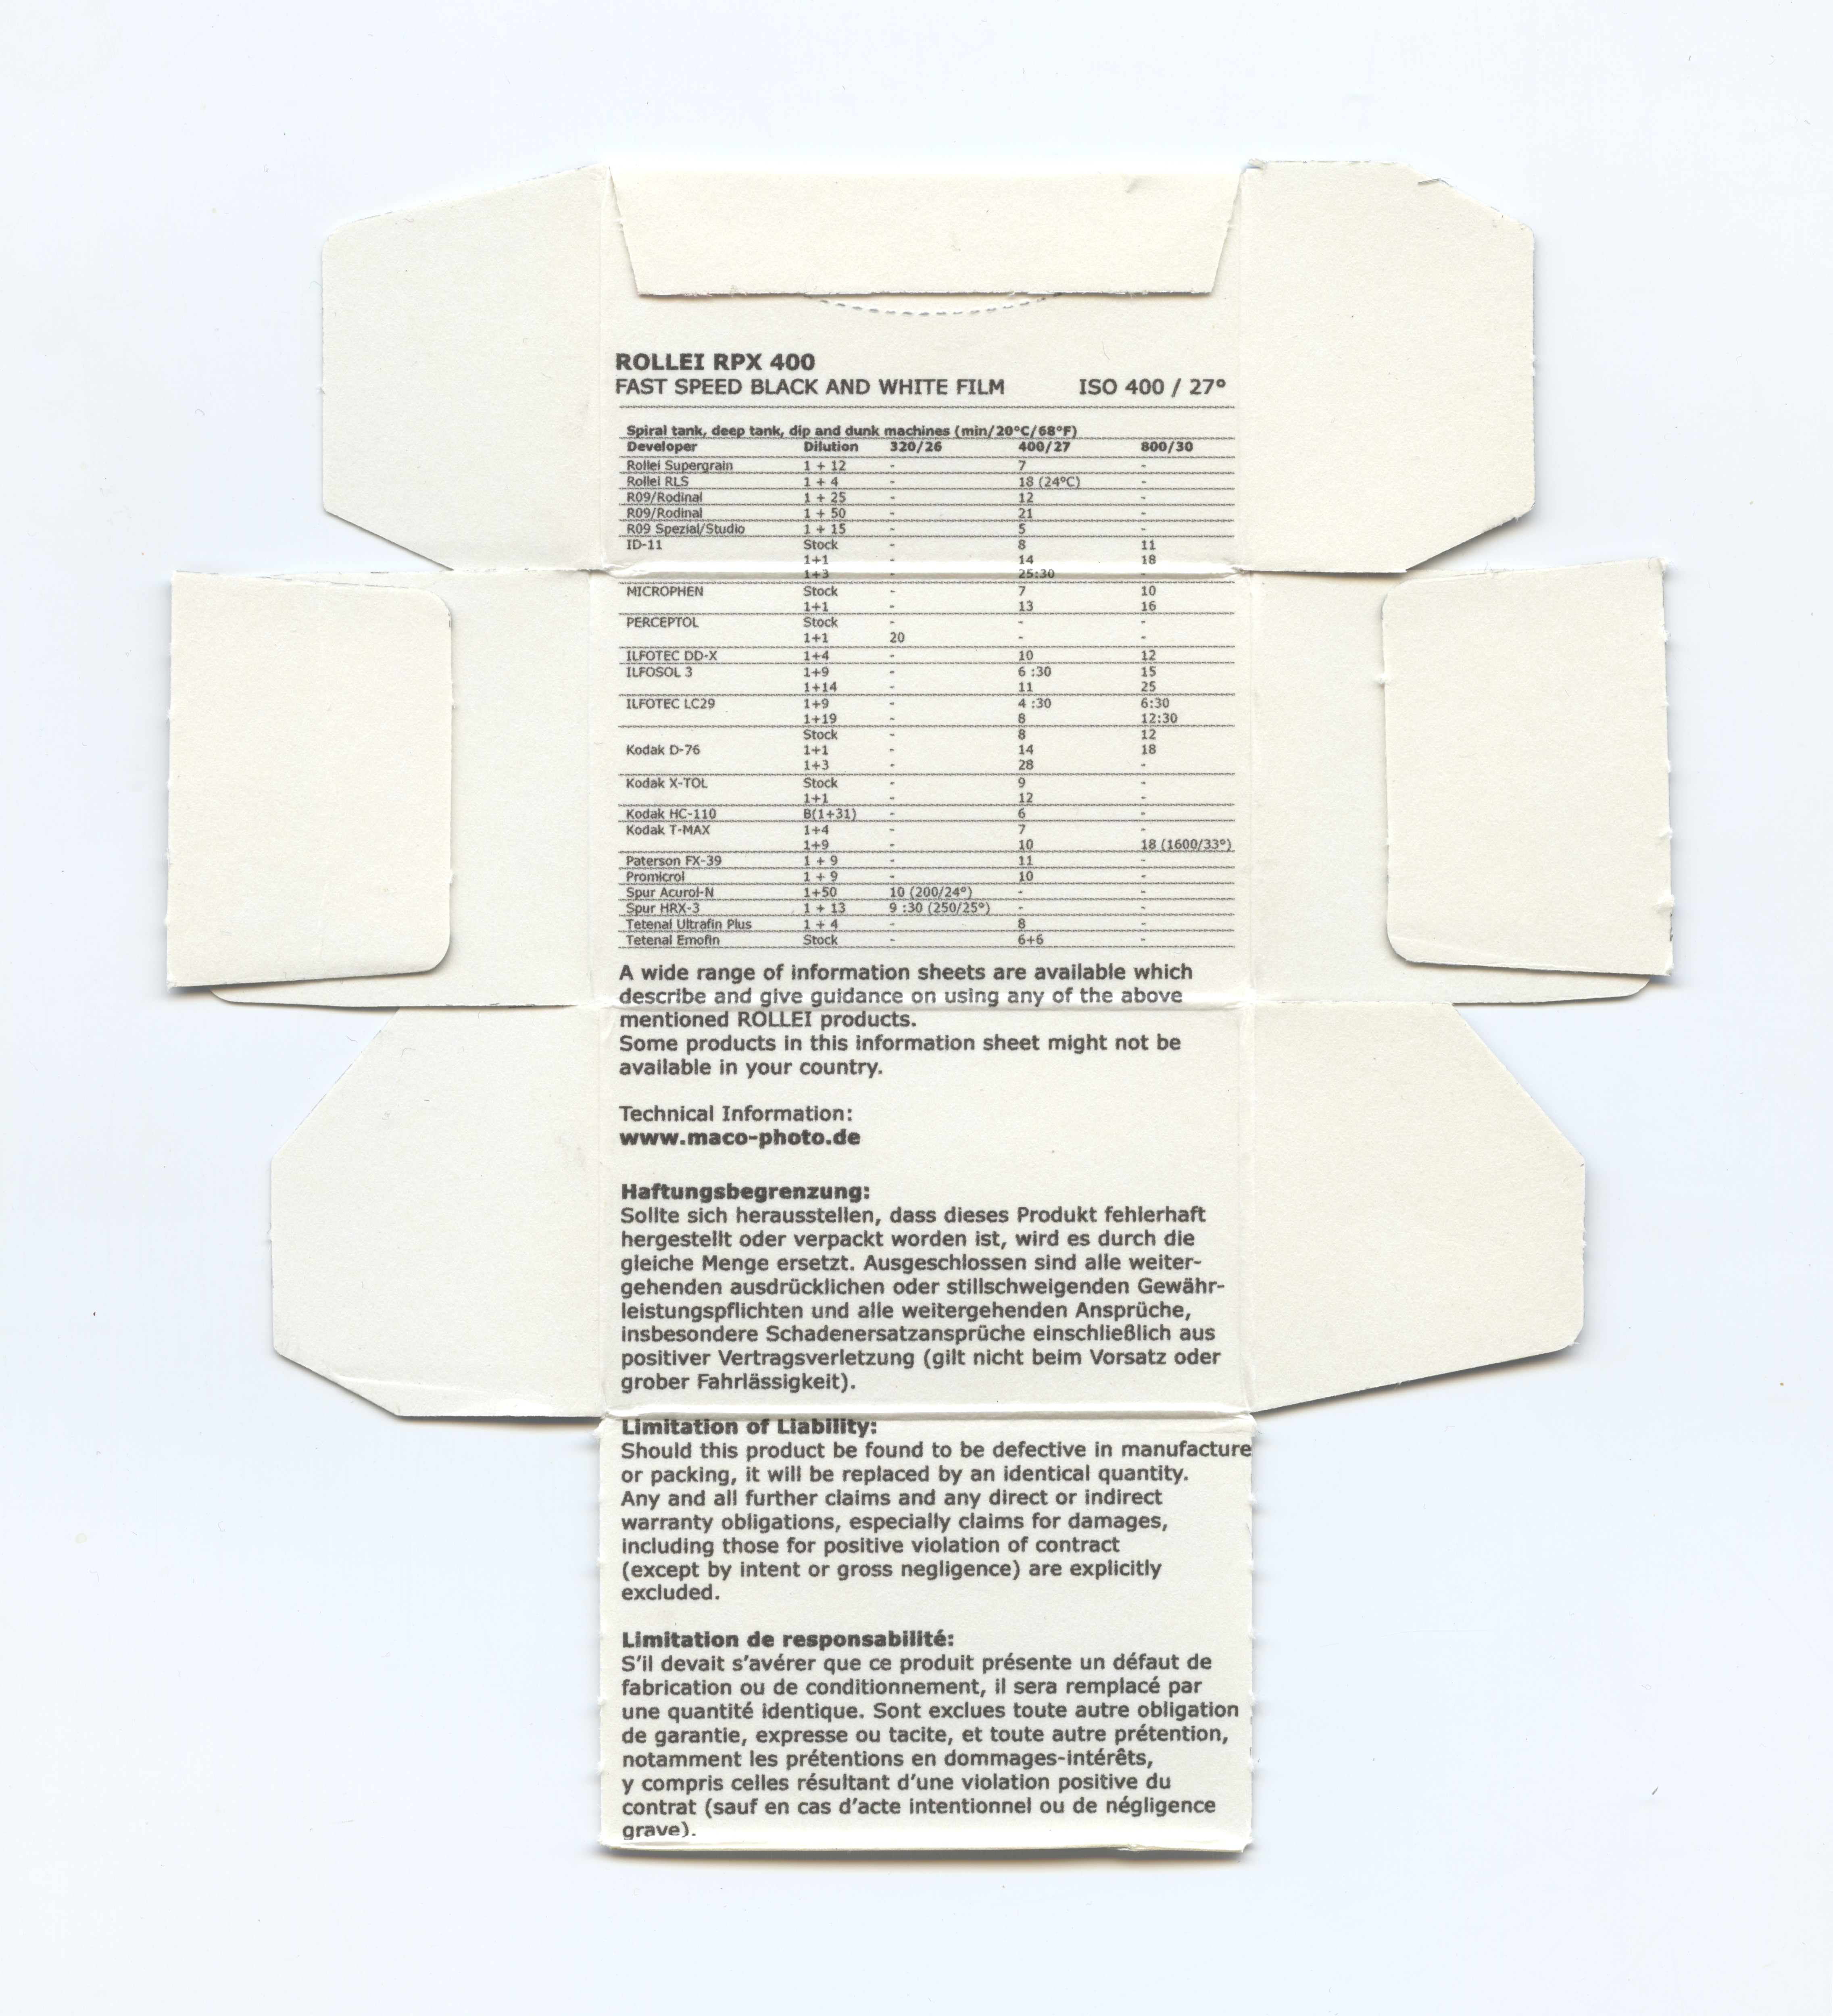 ROLLEI RPX 400
FAST SPEED BLACK AND WHITE FILM ISO 400 / 27°
Spiral tank, deep tank, dip and dunk machines (min/20°C/68°F)
Developer Dilution 320/26 400/27 800/30
Rollei Supergrain 1 + 12 - 7 -
Rollei RLS 1 + 4 - 18 (24°C) -
R09/Rodinal 1 + 25 - 12 -
R09/Rodinal 1 + 50 - 21 -
R09 Spezial/Studio 1 + 15 - 5 -
ID-11 Stock - 8 11
1+1 - 14 18
1+3 - 25:30 -
MICROPHEN Stock - 7 10
1+1 - 13 16
PERCEPTOL Stock - - -
1+1 20 - -
ILFOTEC DD-X 1+4 - 10 12
ILFOSOL 3 1+9 - 6 :30 15
1+14 - 11 25
ILFOTEC LC29 1+9 - 4 :30 6:30
1+19 - 8 12:30
Stock - 8 12
Kodak D-76 1+1 - 14 18
1+3 - 28 -
Kodak X-TOL Stock - 9 -
1+1 - 12 -
Kodak HC-110 B(1+31) - 6 -
Kodak T-MAX 1+4 - 7 -
1+9 - 10 18 (1600/33°)
Paterson FX-39 1 + 9 - 11 -
Promicrol 1 + 9 - 10 -
Spur Acurol-N 1+50 10 (200/24°) - -
Spur HRX-3 1 + 13 9 :30 (250/25°) - -
Tetenal Ultrafin Plus 1 + 4 - 8 -
Tetenal Emofin Stock - 6+6 -
A wide range of information sheets are available which
describe and give guidance on using any of the above
mentioned ROLLEI products.
Some products in this information sheet might not be
available in your country.
Technical Information:
www.maco-photo.de
Haftungsbegrenzung:
Sollte sich herausstellen, dass dieses Produkt fehlerhaft
hergestellt oder verpackt worden ist, wird es durch die
gleiche Menge ersetzt. Ausgeschlossen sind alle weiter-
gehenden ausdrücklichen oder stillschweigenden Gewähr-
leistungspflichten und alle weitergehenden Ansprüche,
insbesondere Schadenersatzansprüche einschließlich aus
positiver Vertragsverletzung (gilt nicht beim Vorsatz oder
grober Fahrlässigkeit).
Limitation of Liability:
Should this product be found to be defective in manufacture
or packing, it will be replaced by an identical quantity.
Any and all further claims and any direct or indirect
warranty obligations, especially claims for damages,
including those for positive violation of contract
(except by intent or gross negligence) are explicitly
excluded.
Limitation de responsabilité:
S'il devait s'avérer que ce produit présente un défaut de
fabrication ou de conditionnement, il sera remplacé par
une quantité identique. Sont exclues toute autre obligation
de garantie, expresse ou tacite, et toute autre prétention,
notamment les prétentions en dommages-intérêts,
y compris celles résultant d'une violation positive du
contrat (sauf en cas d'acte intentionnel ou de négligence
grave).